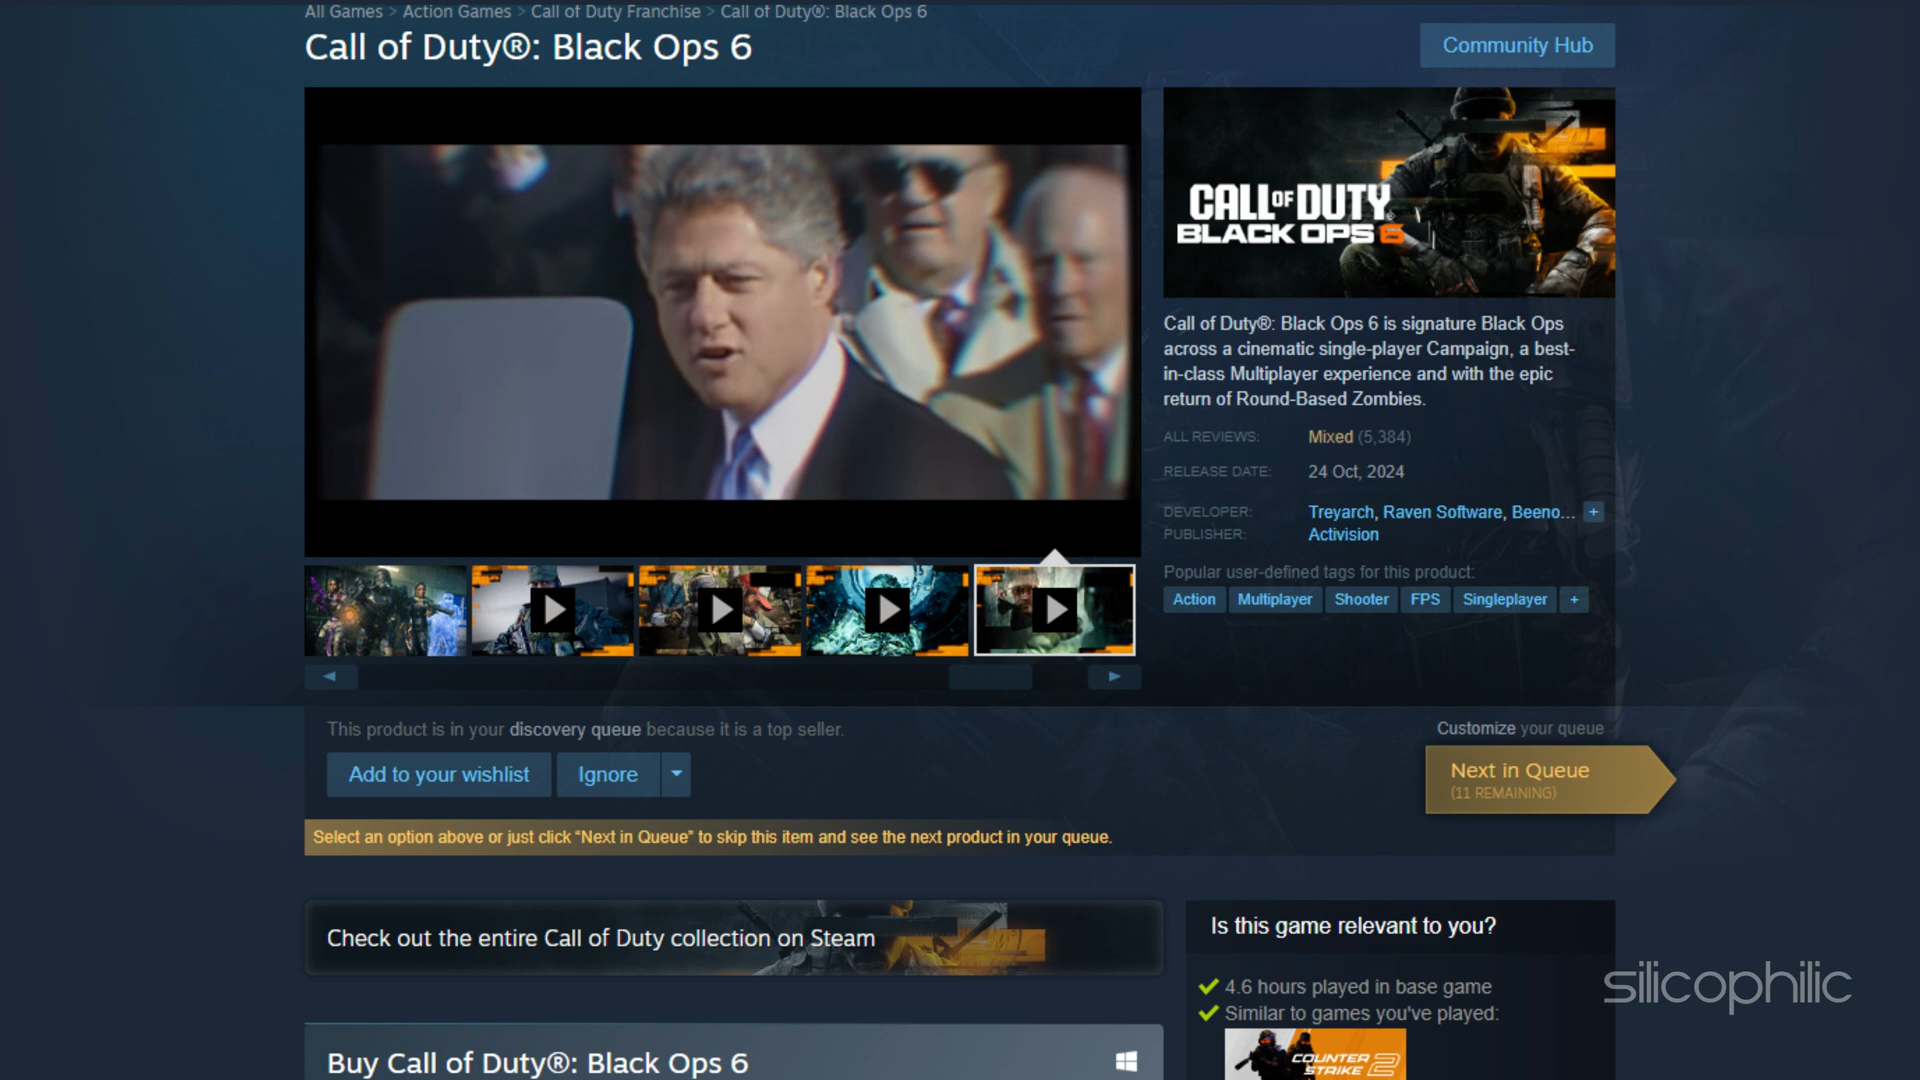 All Games > Action Games > Call of Duty Franchise > Call of Duty®: Black Ops 6
Call of Duty®: Black Ops 6
Community Hub
CALL OF DUTY
BLACK OPS 6
Call of Duty®: Black Ops 6 is signature Black Ops
across a cinematic single-player Campaign, a best-
in-class Multiplayer experience and with the epic
return of Round-Based Zombies.
ALL REVIEWS: Mixed (5,384)
RELEASE DATE: 24 Oct, 2024
DEVELOPER: Treyarch, Raven Software, Beeno... +
PUBLISHER: Activision
Popular user-defined tags for this product:
Action Multiplayer Shooter FPS Singleplayer +
This product is in your discovery queue because it is a top seller.
Customize your queue
Add to your wishlist Ignore
Next in Queue
(11 REMAINING)
Select an option above or just click “Next in Queue” to skip this item and see the next product in your queue.
Check out the entire Call of Duty collection on Steam
Is this game relevant to you?
4.6 hours played in base game
Similar to games you've played:
silicophilic
COUNTER
STRIKE 2
Buy Call of Duty®: Black Ops 6